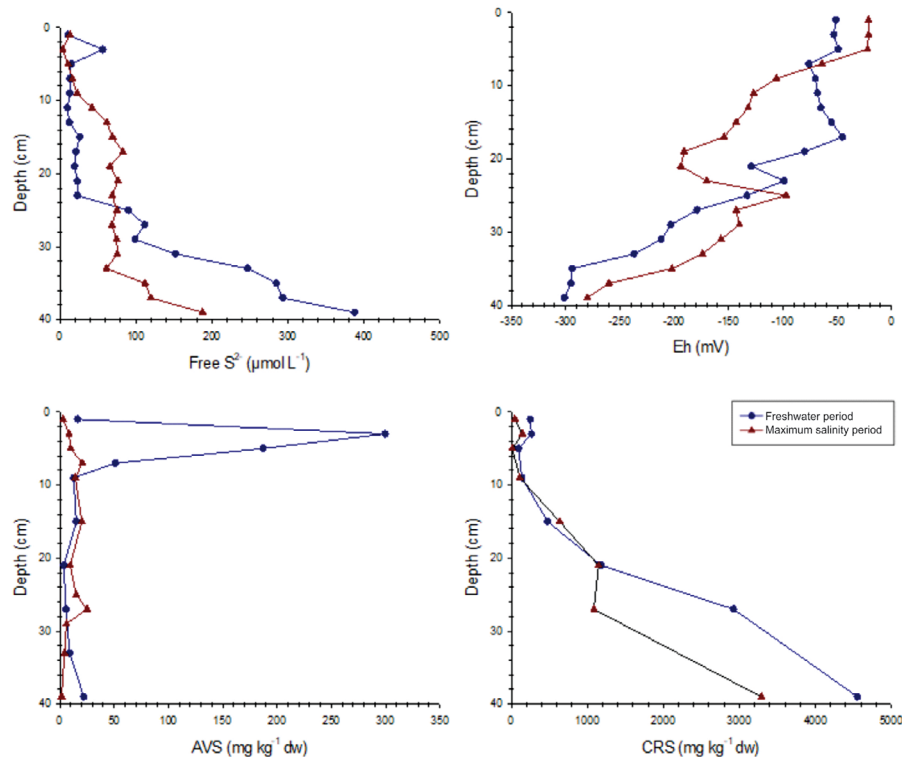 0 10 20 30 40
Depth (cm)
0 100 200 300 400 500
Free S²⁻ (µmol L⁻¹)
0 10 20 30 40
Depth (cm)
-350 -300 -250 -200 -150 -100 -50 0
Eh (mV)
0 10 20 30 40
Depth (cm)
0 50 100 150 200 250 300 350
AVS (mg kg⁻¹ dw)
0 10 20 30 40
Depth (cm)
0 1000 2000 3000 4000 5000
CRS (mg kg⁻¹ dw)
Freshwater period
Maximum salinity period